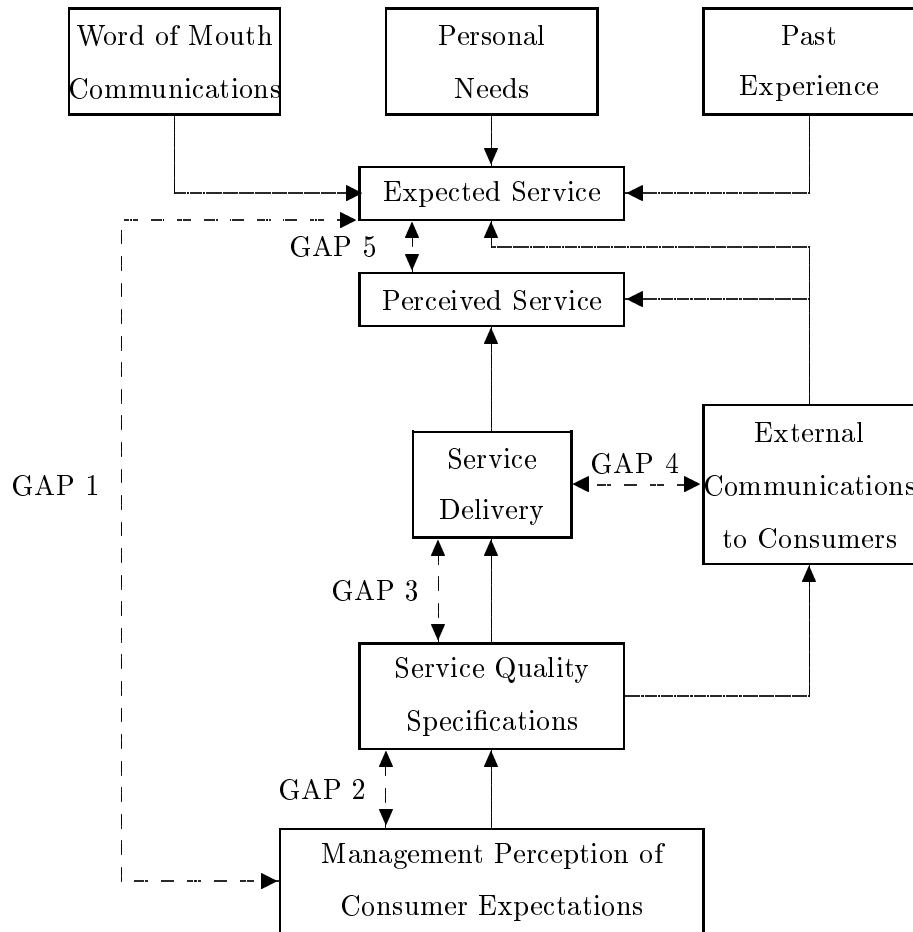 Word of Mouth
Communications
Personal
Needs
Past
Experience
Expected Service
GAP 5
Perceived Service
Service
Delivery
GAP 4
External
Communications
to Consumers
GAP 1
GAP 3
Service Quality
Specifications
GAP 2
Management Perception of
Consumer Expectations